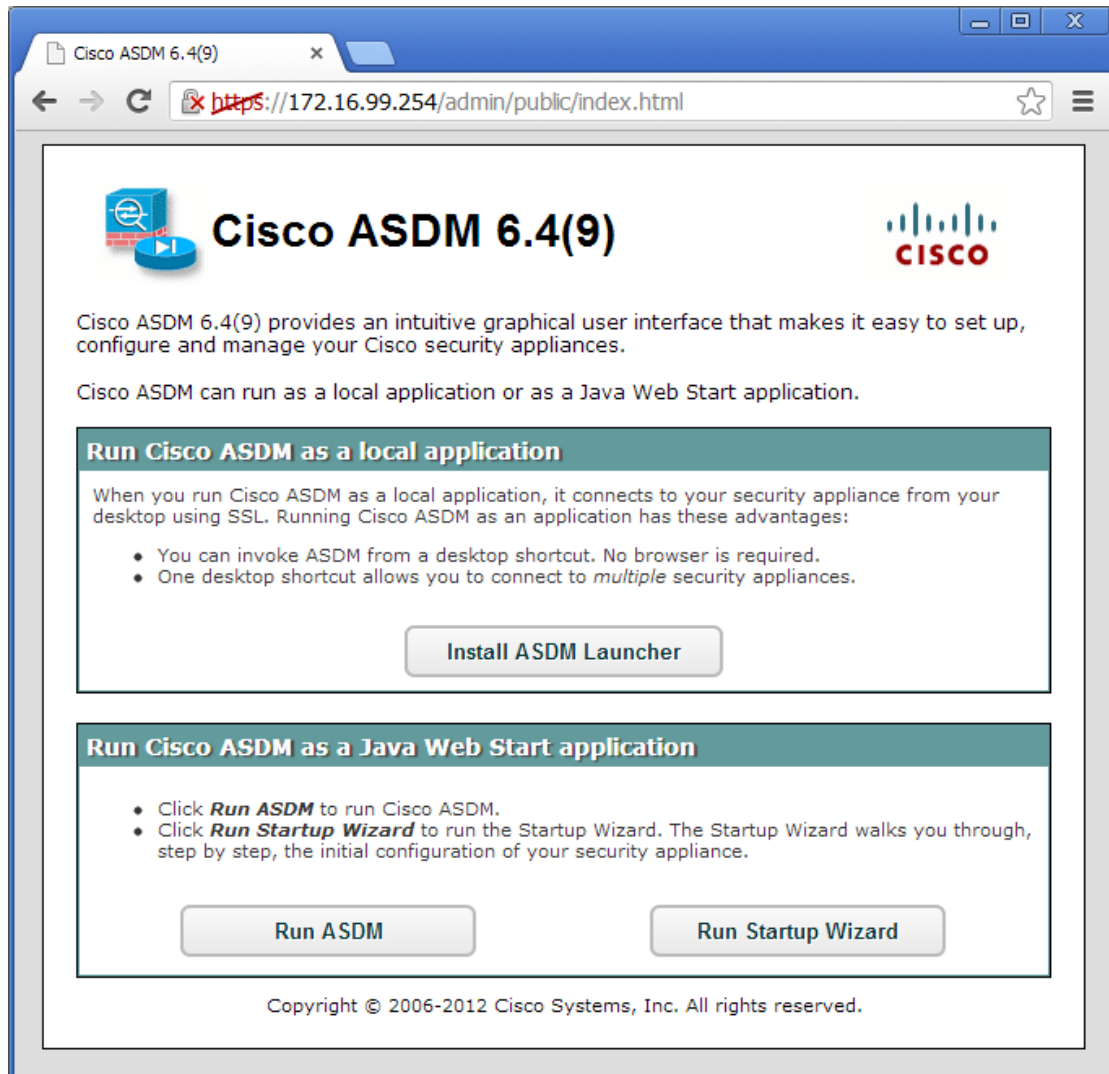 Cisco ASDM 6.4(9)
https://172.16.99.254/admin/public/index.html
Cisco ASDM 6.4(9)
CISCO
Cisco ASDM 6.4(9) provides an intuitive graphical user interface that makes it easy to set up,
configure and manage your Cisco security appliances.
Cisco ASDM can run as a local application or as a Java Web Start application.
Run Cisco ASDM as a local application
When you run Cisco ASDM as a local application, it connects to your security appliance from your
desktop using SSL. Running Cisco ASDM as an application has these advantages:
• You can invoke ASDM from a desktop shortcut. No browser is required.
• One desktop shortcut allows you to connect to multiple security appliances.
Install ASDM Launcher
Run Cisco ASDM as a Java Web Start application
• Click Run ASDM to run Cisco ASDM.
• Click Run Startup Wizard to run the Startup Wizard. The Startup Wizard walks you through,
step by step, the initial configuration of your security appliance.
Run ASDM
Run Startup Wizard
Copyright © 2006-2012 Cisco Systems, Inc. All rights reserved.